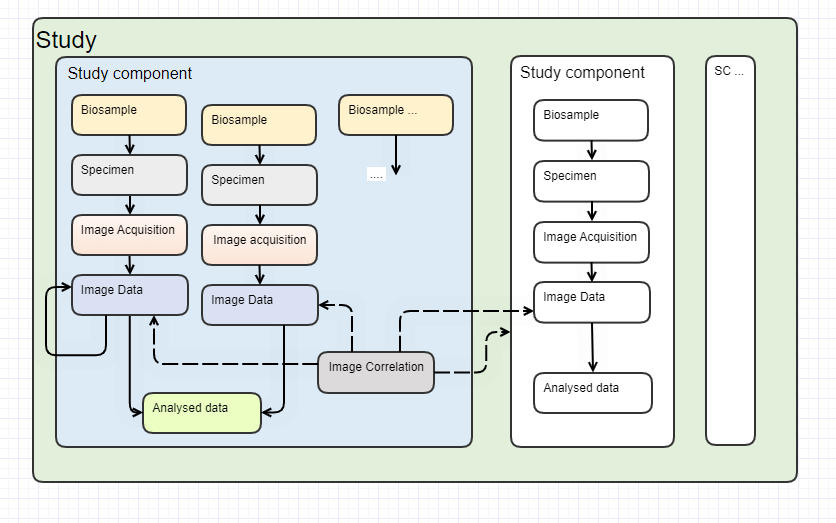 Study
Study component
Biosample
Specimen
Image Acquisition
Image Data
Biosample
Specimen
Image acquisition
Image Data
Biosample ...
....
Image Correlation
Analysed data
Study component
Biosample
Specimen
Image Acquisition
Image Data
Analysed data
SC ...